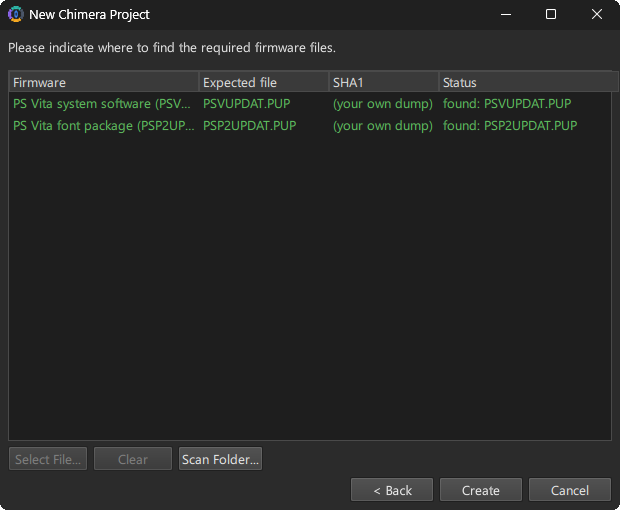 New Chimera Project
Please indicate where to find the required firmware files.
Firmware Expected file SHA1 Status
PS Vita system software (PSV... PSVUPDAT.PUP (your own dump) found: PSVUPDAT.PUP
PS Vita font package (PSP2UP... PSP2UPDAT.PUP (your own dump) found: PSP2UPDAT.PUP
Select File... Clear Scan Folder...
< Back Create Cancel